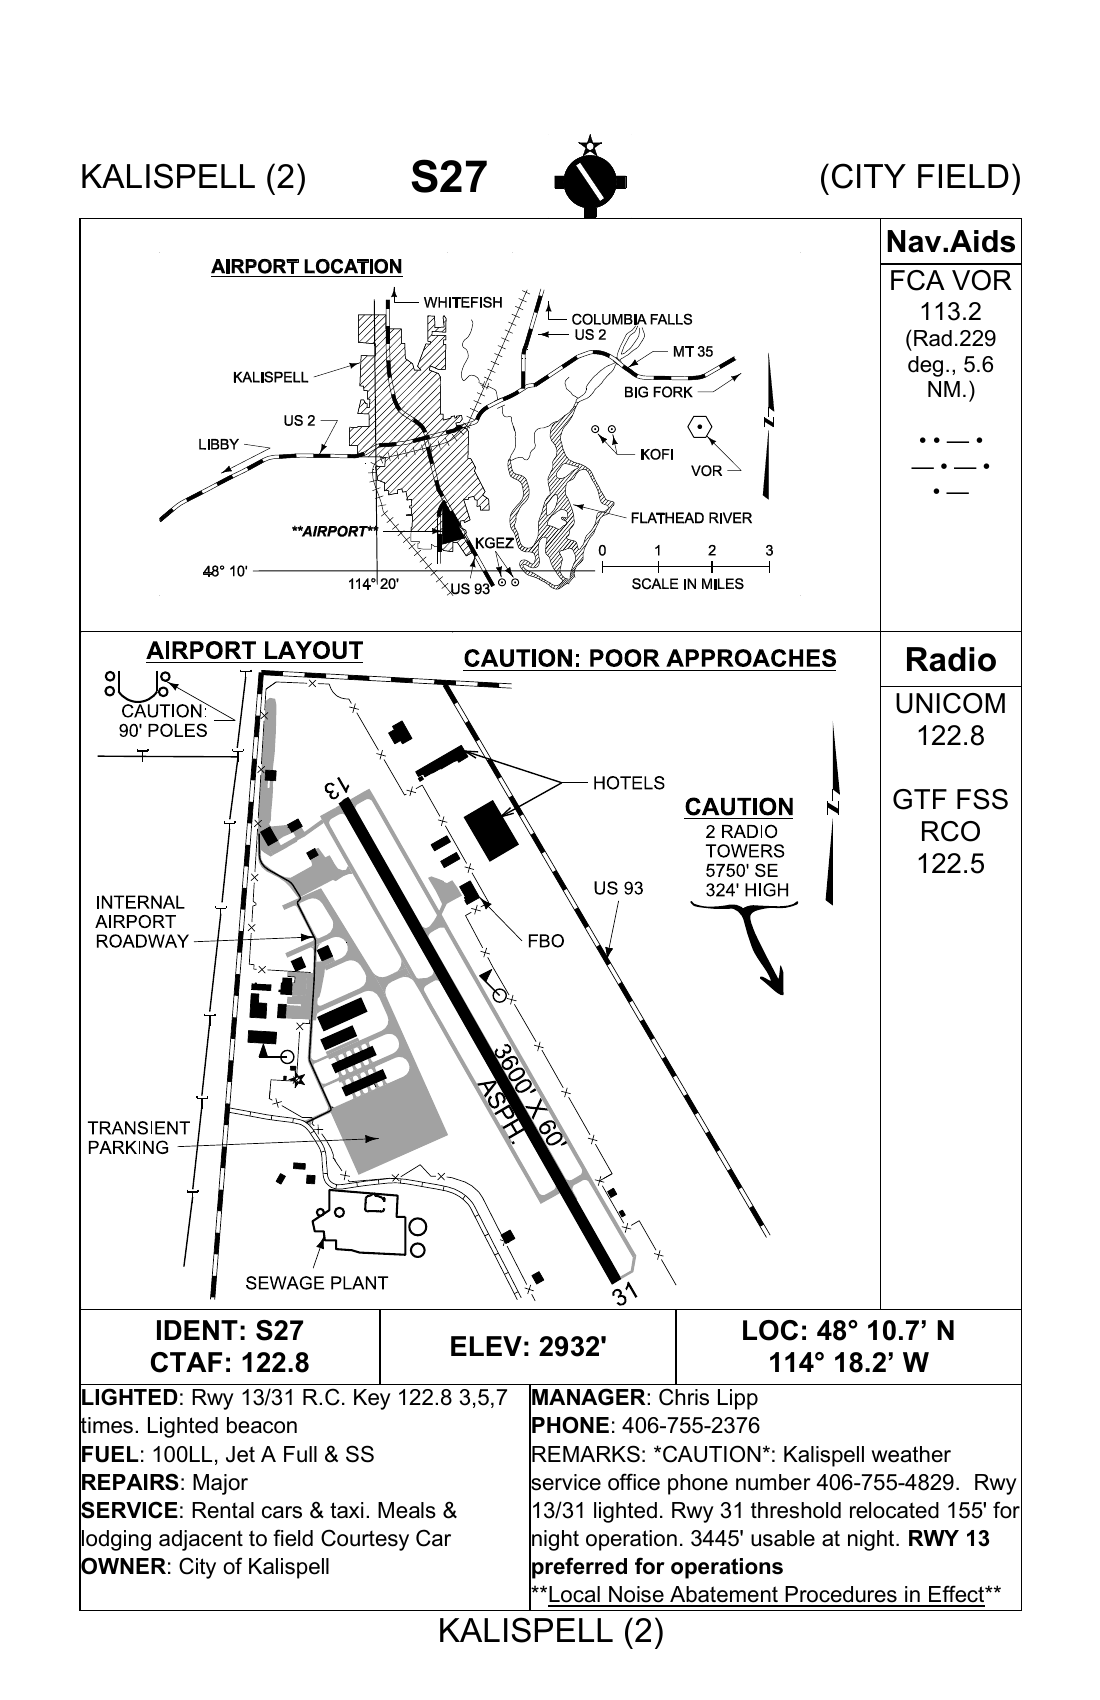 KALISPELL (2) S27 (CITY FIELD)
AIRPORT LOCATION
WHITEFISH
COLUMBIA FALLS
US 2
MT 35
KALISPELL
BIG FORK
US 2
LIBBY
KOFI
VOR
**AIRPORT**
FLATHEAD RIVER
KGEZ
0 1 2 3
SCALE IN MILES
48° 10'
114° 20'
US 93
N
Nav.Aids
FCA VOR
113.2
(Rad.229
deg., 5.6
NM.)
• • — •
— • — •
• —
AIRPORT LAYOUT
CAUTION: POOR APPROACHES
CAUTION:
90' POLES
13
HOTELS
CAUTION
2 RADIO
TOWERS
5750' SE
324' HIGH
N
US 93
INTERNAL
AIRPORT
ROADWAY
FBO
3600' X 60'
ASPH.
TRANSIENT
PARKING
SEWAGE PLANT
31
Radio
UNICOM
122.8
GTF FSS
RCO
122.5
IDENT: S27
CTAF: 122.8
ELEV: 2932'
LOC: 48° 10.7’ N
114° 18.2’ W
LIGHTED: Rwy 13/31 R.C. Key 122.8 3,5,7
times. Lighted beacon
FUEL: 100LL, Jet A Full & SS
REPAIRS: Major
SERVICE: Rental cars & taxi. Meals &
lodging adjacent to field Courtesy Car
OWNER: City of Kalispell
MANAGER: Chris Lipp
PHONE: 406-755-2376
REMARKS: *CAUTION*: Kalispell weather
service office phone number 406-755-4829. Rwy
13/31 lighted. Rwy 31 threshold relocated 155' for
night operation. 3445' usable at night. RWY 13
preferred for operations
**Local Noise Abatement Procedures in Effect**
KALISPELL (2)